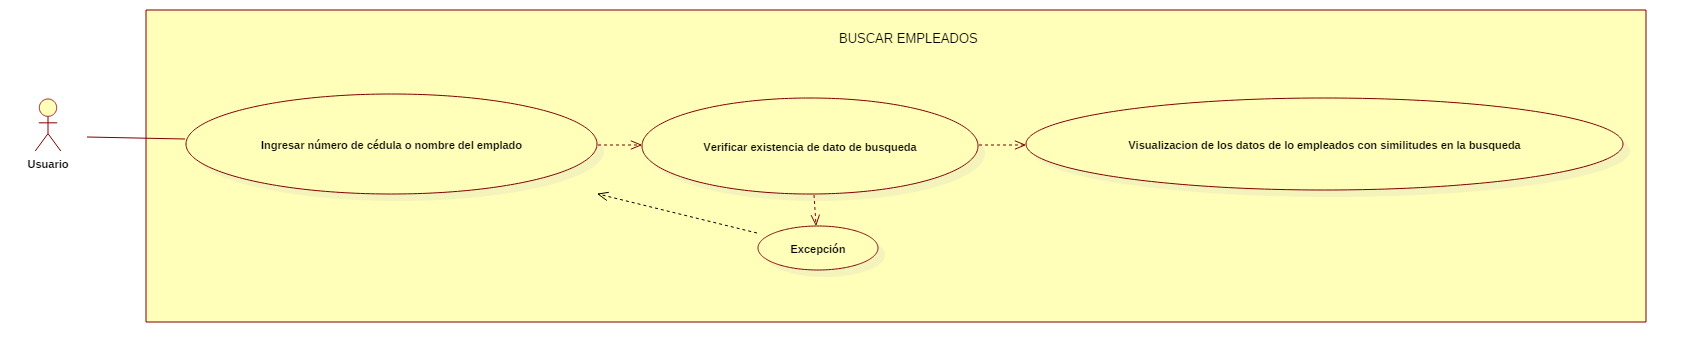 BUSCAR EMPLEADOS
Usuario
Ingresar número de cédula o nombre del emplado
Verificar existencia de dato de busqueda
Visualizacion de los datos de lo empleados con similitudes en la busqueda
Excepción